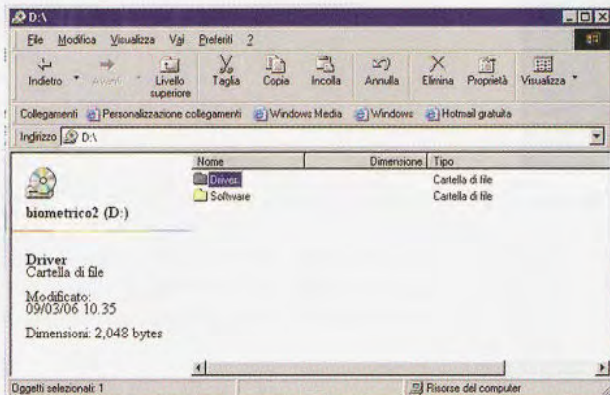 D:\
File Modifica Visualizza Vai Preferiti ?
Indietro Avanti Livello superiore Taglia Copia Incolla Annulla Elimina Proprietà Visualizza
Collegamenti Personalizzazione collegamenti Windows Media Windows Hotmail gratuita
Indirizzo D:\
Nome Dimensione Tipo
Driver Cartella di file
Software Cartella di file
biometrico2 (D:)
Driver
Cartella di file
Modificato:
09/03/06 10.35
Dimensioni: 2,048 bytes
Oggetti selezionati: 1 Risorse del computer